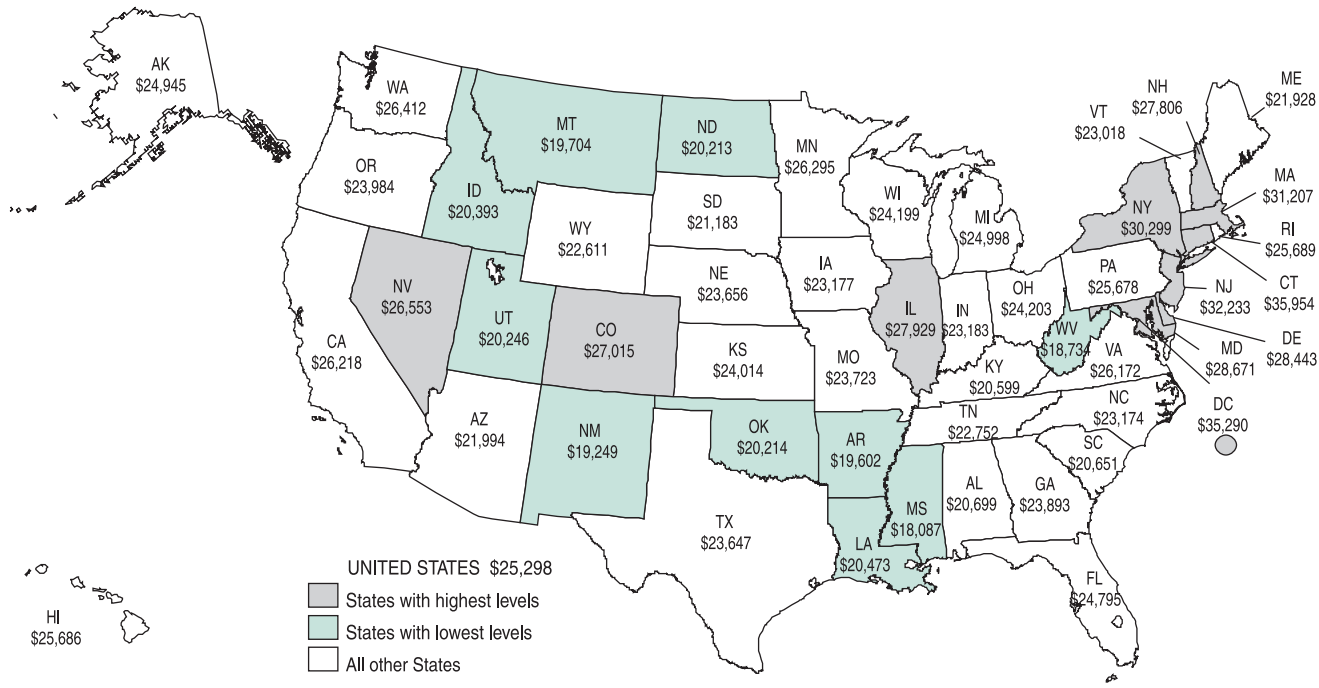 AK
$24,945
WA
$26,412
OR
$23,984
ID
$20,393
MT
$19,704
ND
$20,213
MN
$26,295
SD
$21,183
WY
$22,611
WI
$24,199
MI
$24,998
NH
$27,806
VT
$23,018
ME
$21,928
MA
$31,207
NY
$30,299
RI
$25,689
CT
$35,954
NJ
$32,233
PA
$25,678
DE
$28,443
MD
$28,671
DC
$35,290
NV
$26,553
UT
$20,246
CO
$27,015
NE
$23,656
IA
$23,177
IL
$27,929
IN
$23,183
OH
$24,203
WV
$18,734
VA
$26,172
CA
$26,218
KS
$24,014
MO
$23,723
KY
$20,599
NC
$23,174
TN
$22,752
SC
$20,651
AZ
$21,994
NM
$19,249
OK
$20,214
AR
$19,602
TX
$23,647
LA
$20,473
MS
$18,087
AL
$20,699
GA
$23,893
FL
$24,795
HI
$25,686
UNITED STATES $25,298
States with highest levels
States with lowest levels
All other States